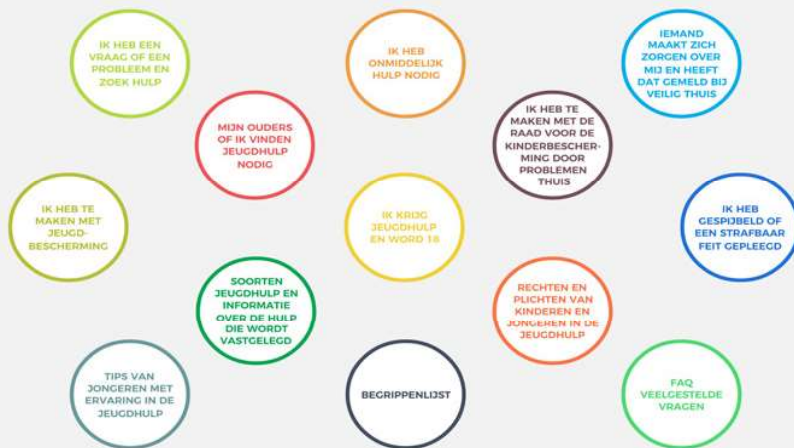 IK HEB EEN
VRAAG OF EEN
PROBLEEM EN
ZOEK HULP
IK HEB
ONMIDDELIJK
HULP NODIG
IEMAND
MAAKT ZICH
ZORGEN OVER
MIJ EN HEEFT
DAT GEMELD BIJ
VEILIG THUIS
MIJN OUDERS
OF IK VINDEN
JEUGDHULP
NODIG
IK HEB TE
MAKEN MET DE
RAAD VOOR DE
KINDERBESCHER-
MING DOOR
PROBLEMEN
THUIS
IK HEB TE
MAKEN MET
JEUGD-
BESCHERMING
IK KRIJG
JEUGDHULP
EN WORD 18
IK HEB
GESPIJBELD OF
EEN STRAFBAAR
FEIT GEPLEEGD
SOORTEN
JEUGDHULP EN
INFORMATIE
OVER DE HULP
DIE WORDT
VASTGELEGD
RECHTEN EN
PLICHTEN VAN
KINDEREN EN
JONGEREN IN DE
JEUGDHULP
TIPS VAN
JONGEREN MET
ERVARING IN DE
JEUGDHULP
BEGRIPPENLIJST
FAQ
VEELGESTELDE
VRAGEN